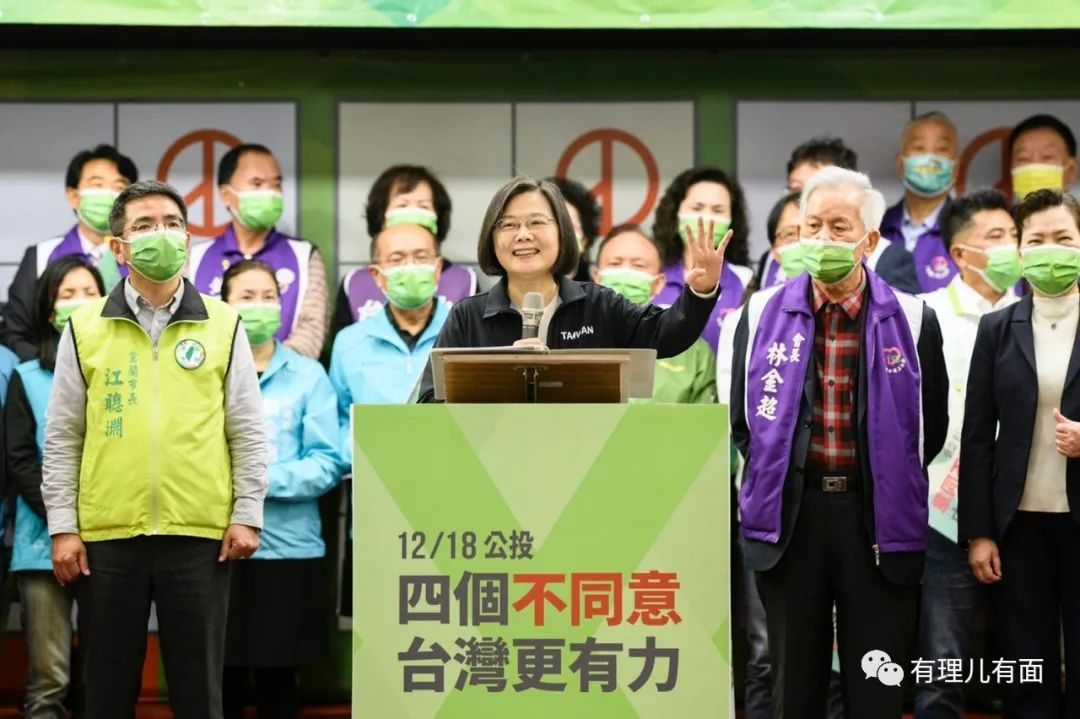 TAIWAN
宜蘭市長
江聰淵
會長
林金超
12/18 公投
四個不同意
台灣更有力
有理儿有面